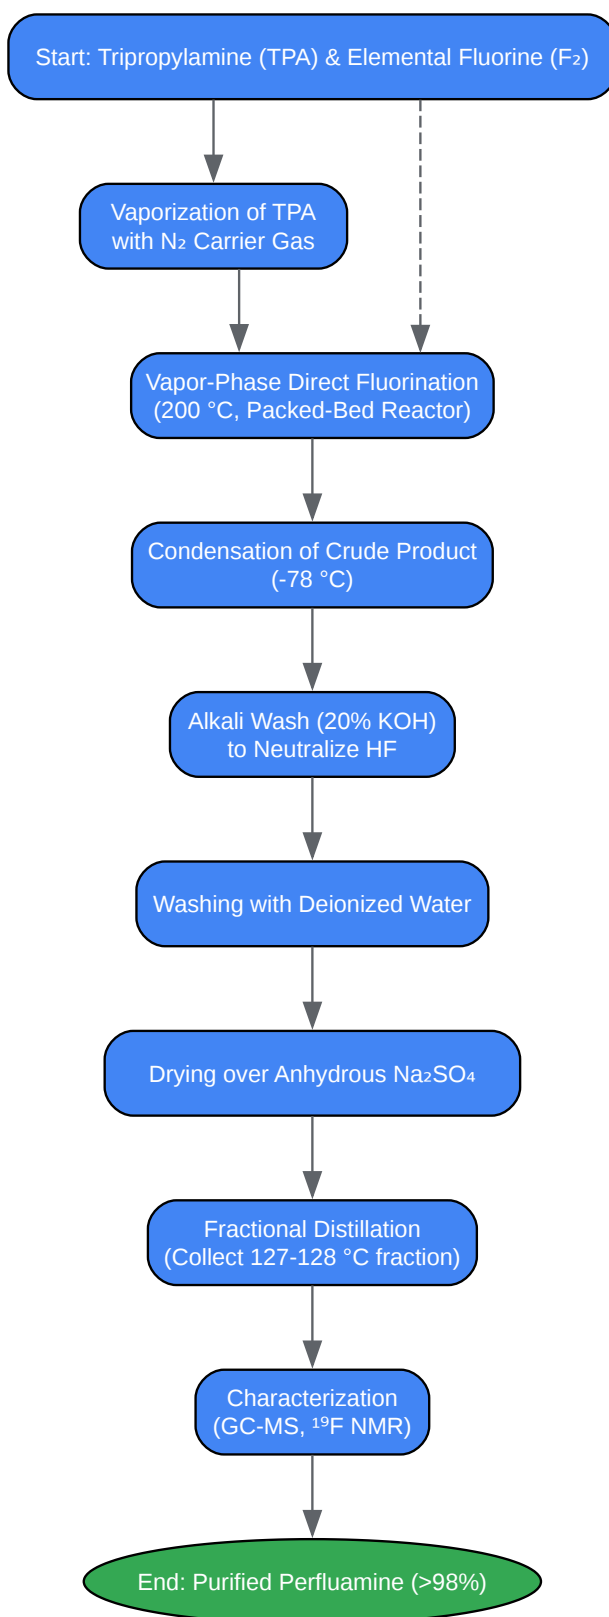 Start: Tripropylamine (TPA) & Elemental Fluorine (F₂)
Vaporization of TPA
with N₂ Carrier Gas
Vapor-Phase Direct Fluorination
(200 °C, Packed-Bed Reactor)
Condensation of Crude Product
(-78 °C)
Alkali Wash (20% KOH)
to Neutralize HF
Washing with Deionized Water
Drying over Anhydrous Na₂SO₄
Fractional Distillation
(Collect 127-128 °C fraction)
Characterization
(GC-MS, ¹⁹F NMR)
End: Purified Perfluamine (>98%)